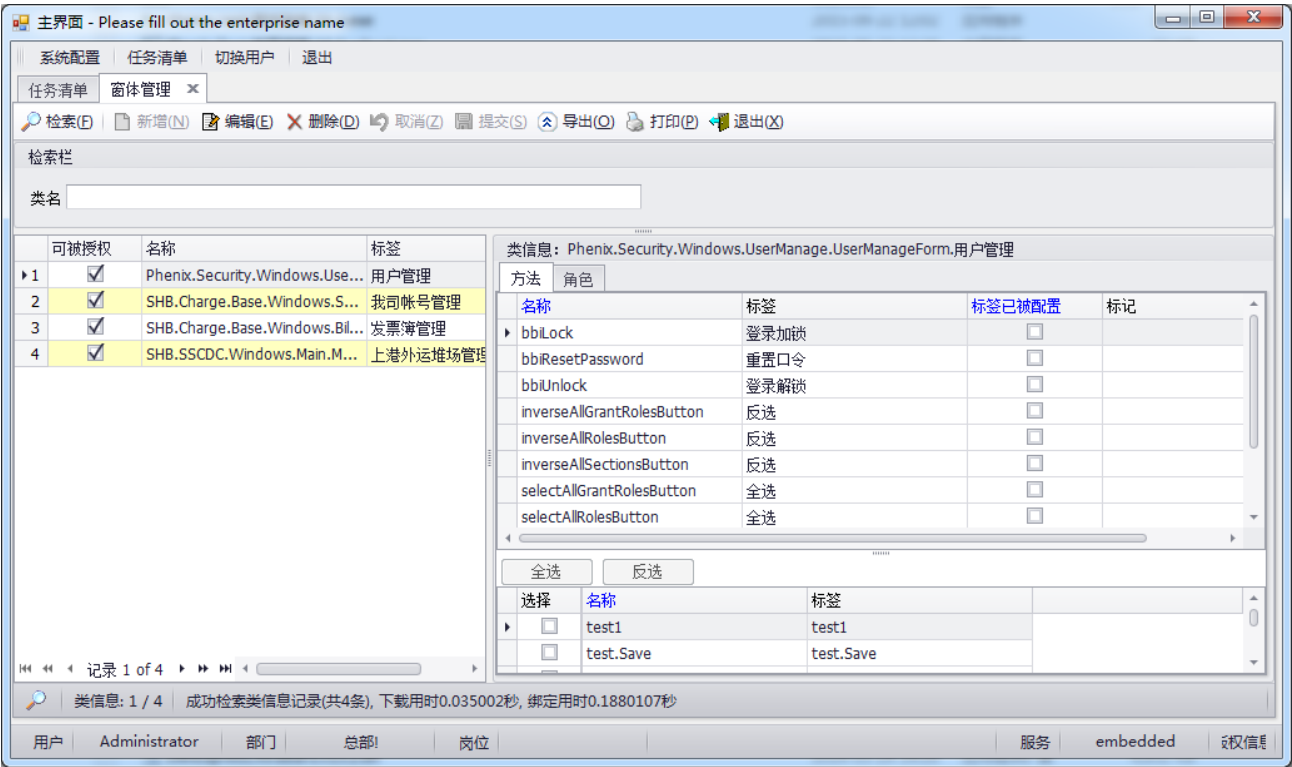 主界面 - Please fill out the enterprise name
系统配置 任务清单 切换用户 退出
任务清单 窗体管理
检索(F) 新增(N) 编辑(E) 删除(D) 取消(Z) 提交(S) 导出(O) 打印(P) 退出(X)
检索栏
类名
可被授权 名称 标签
1 Phenix.Security.Windows.Use... 用户管理
2 SHB.Charge.Base.Windows.S... 我司帐号管理
3 SHB.Charge.Base.Windows.Bil... 发票簿管理
4 SHB.SSCDC.Windows.Main.M... 上港外运堆场管理
记录 1 of 4
类信息: Phenix.Security.Windows.UserManage.UserManageForm.用户管理
方法 角色
名称 标签 标签已被配置 标记
bbiLock 登录加锁
bbiResetPassword 重置口令
bbiUnlock 登录解锁
inverseAllGrantRolesButton 反选
inverseAllRolesButton 反选
inverseAllSectionsButton 反选
selectAllGrantRolesButton 全选
selectAllRolesButton 全选
全选 反选
选择 名称 标签
test1 test1
test.Save test.Save
类信息: 1 / 4 成功检索类信息记录(共4条), 下载用时0.035002秒, 绑定用时0.1880107秒
用户 Administrator 部门 总部! 岗位 服务 embedded 权信息